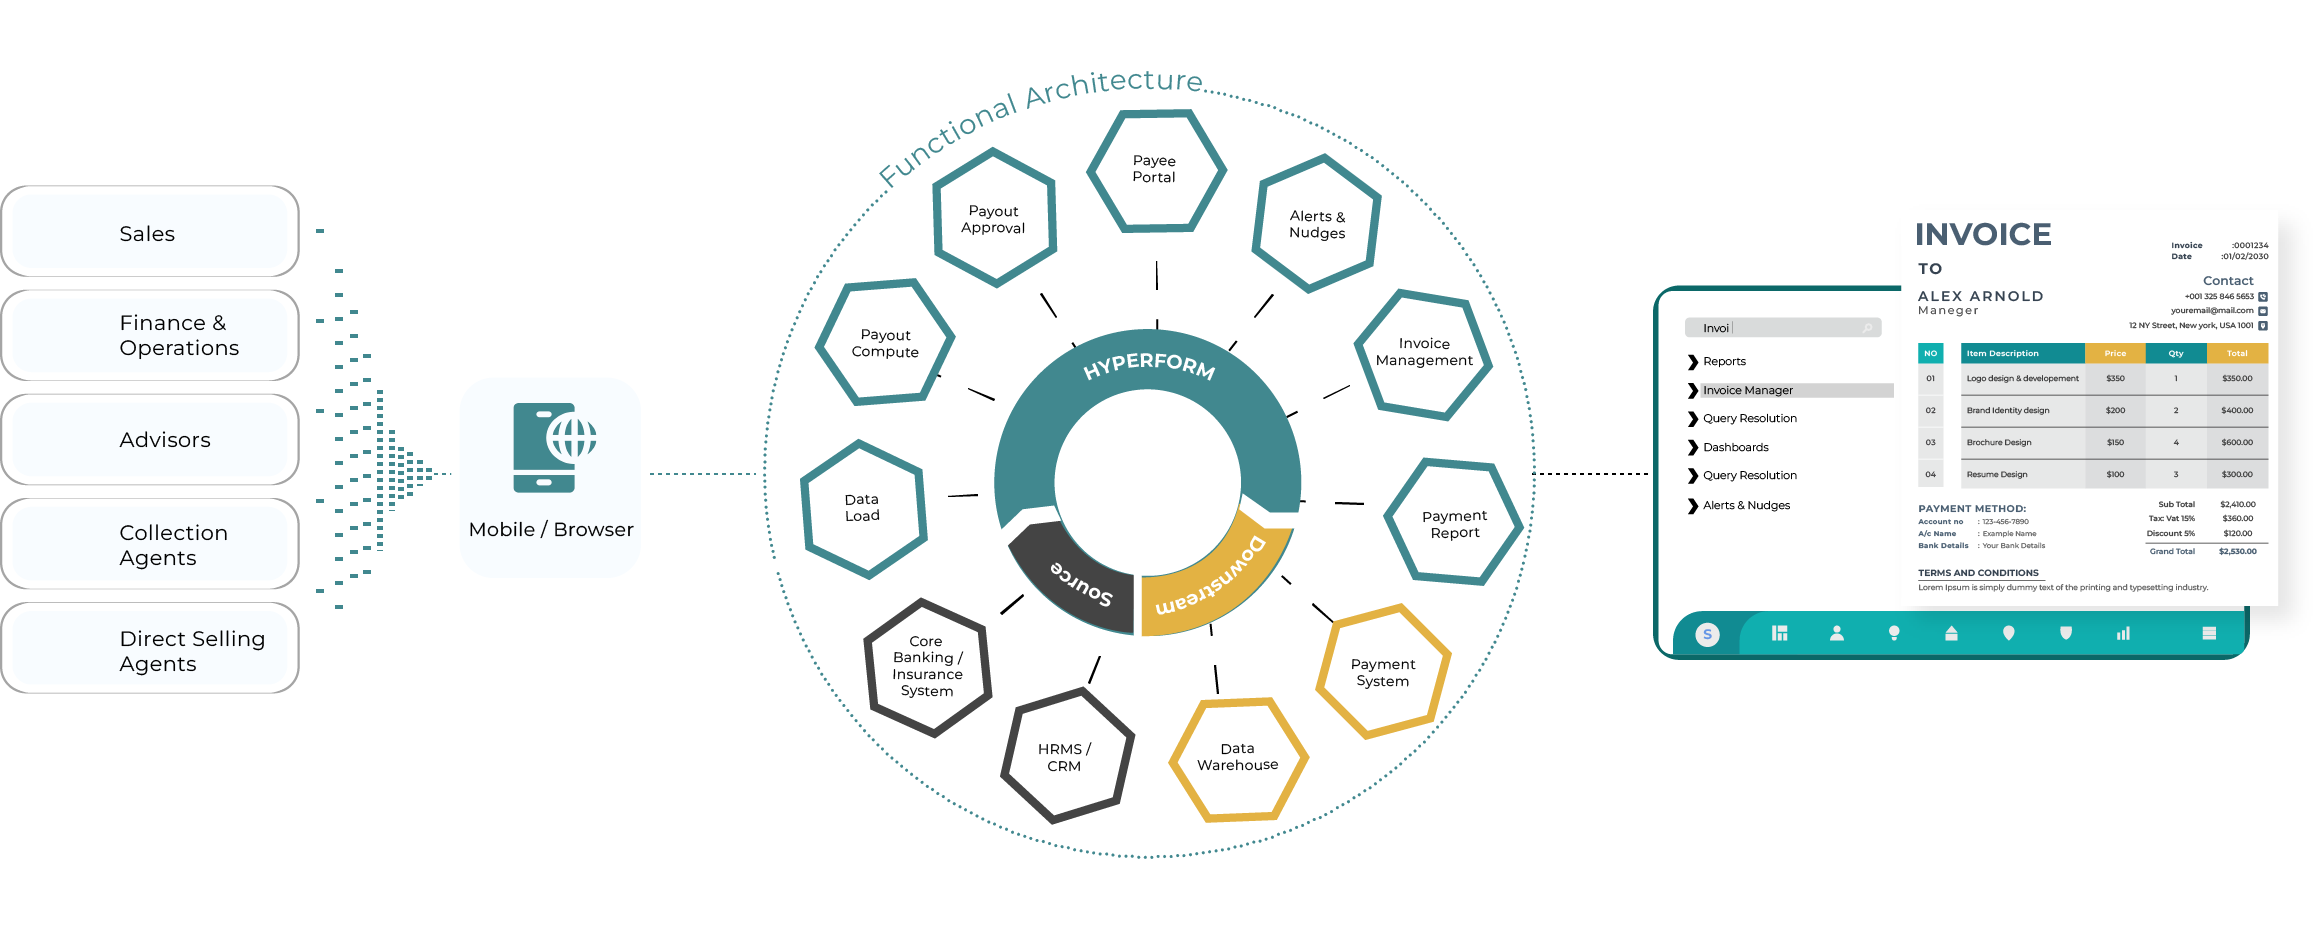 Sales
Finance &
Operations
Advisors
Collection
Agents
Direct Selling
Agents
Mobile / Browser
Functional Architecture
Payee
Portal
Payout
Approval
Alerts &
Nudges
Payout
Compute
Invoice
Management
Data
Load
Payment
Report
Core
Banking /
Insurance
System
HRMS /
CRM
Data
Warehouse
Payment
System
HYPERFORM
Source
Downstream
Invoi
Reports
Invoice Manager
Query Resolution
Dashboards
Query Resolution
Alerts & Nudges
S
INVOICE
Invoice :0001234
Date :01/02/2030
TO
ALEX ARNOLD
Maneger
Contact
+001 325 846 5653
youremail@mail.com
12 NY Street, New york, USA 1001
NO Item Description Price Qty Total
01 Logo design & developement $350 1 $350.00
02 Brand Identity design $200 2 $400.00
03 Brochure Design $150 4 $600.00
04 Resume Design $100 3 $300.00
Sub Total $2,410.00
Tax: Vat 15% $360.00
Discount 5% $120.00
Grand Total $2,530.00
PAYMENT METHOD:
Account no : 123-456-7890
A/c Name : Example Name
Bank Details : Your Bank Details
TERMS AND CONDITIONS
Lorem Ipsum is simply dummy text of the printing and typesetting industry.